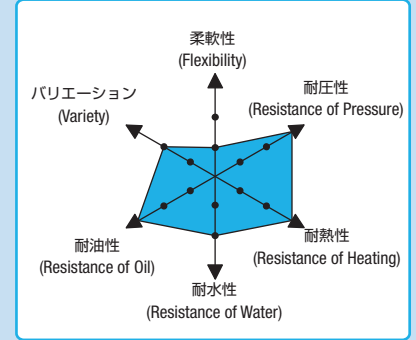 柔軟性
(Flexibility)
バリエーション
(Variety)
耐圧性
(Resistance of Pressure)
耐油性
(Resistance of Oil)
耐熱性
(Resistance of Heating)
耐水性
(Resistance of Water)